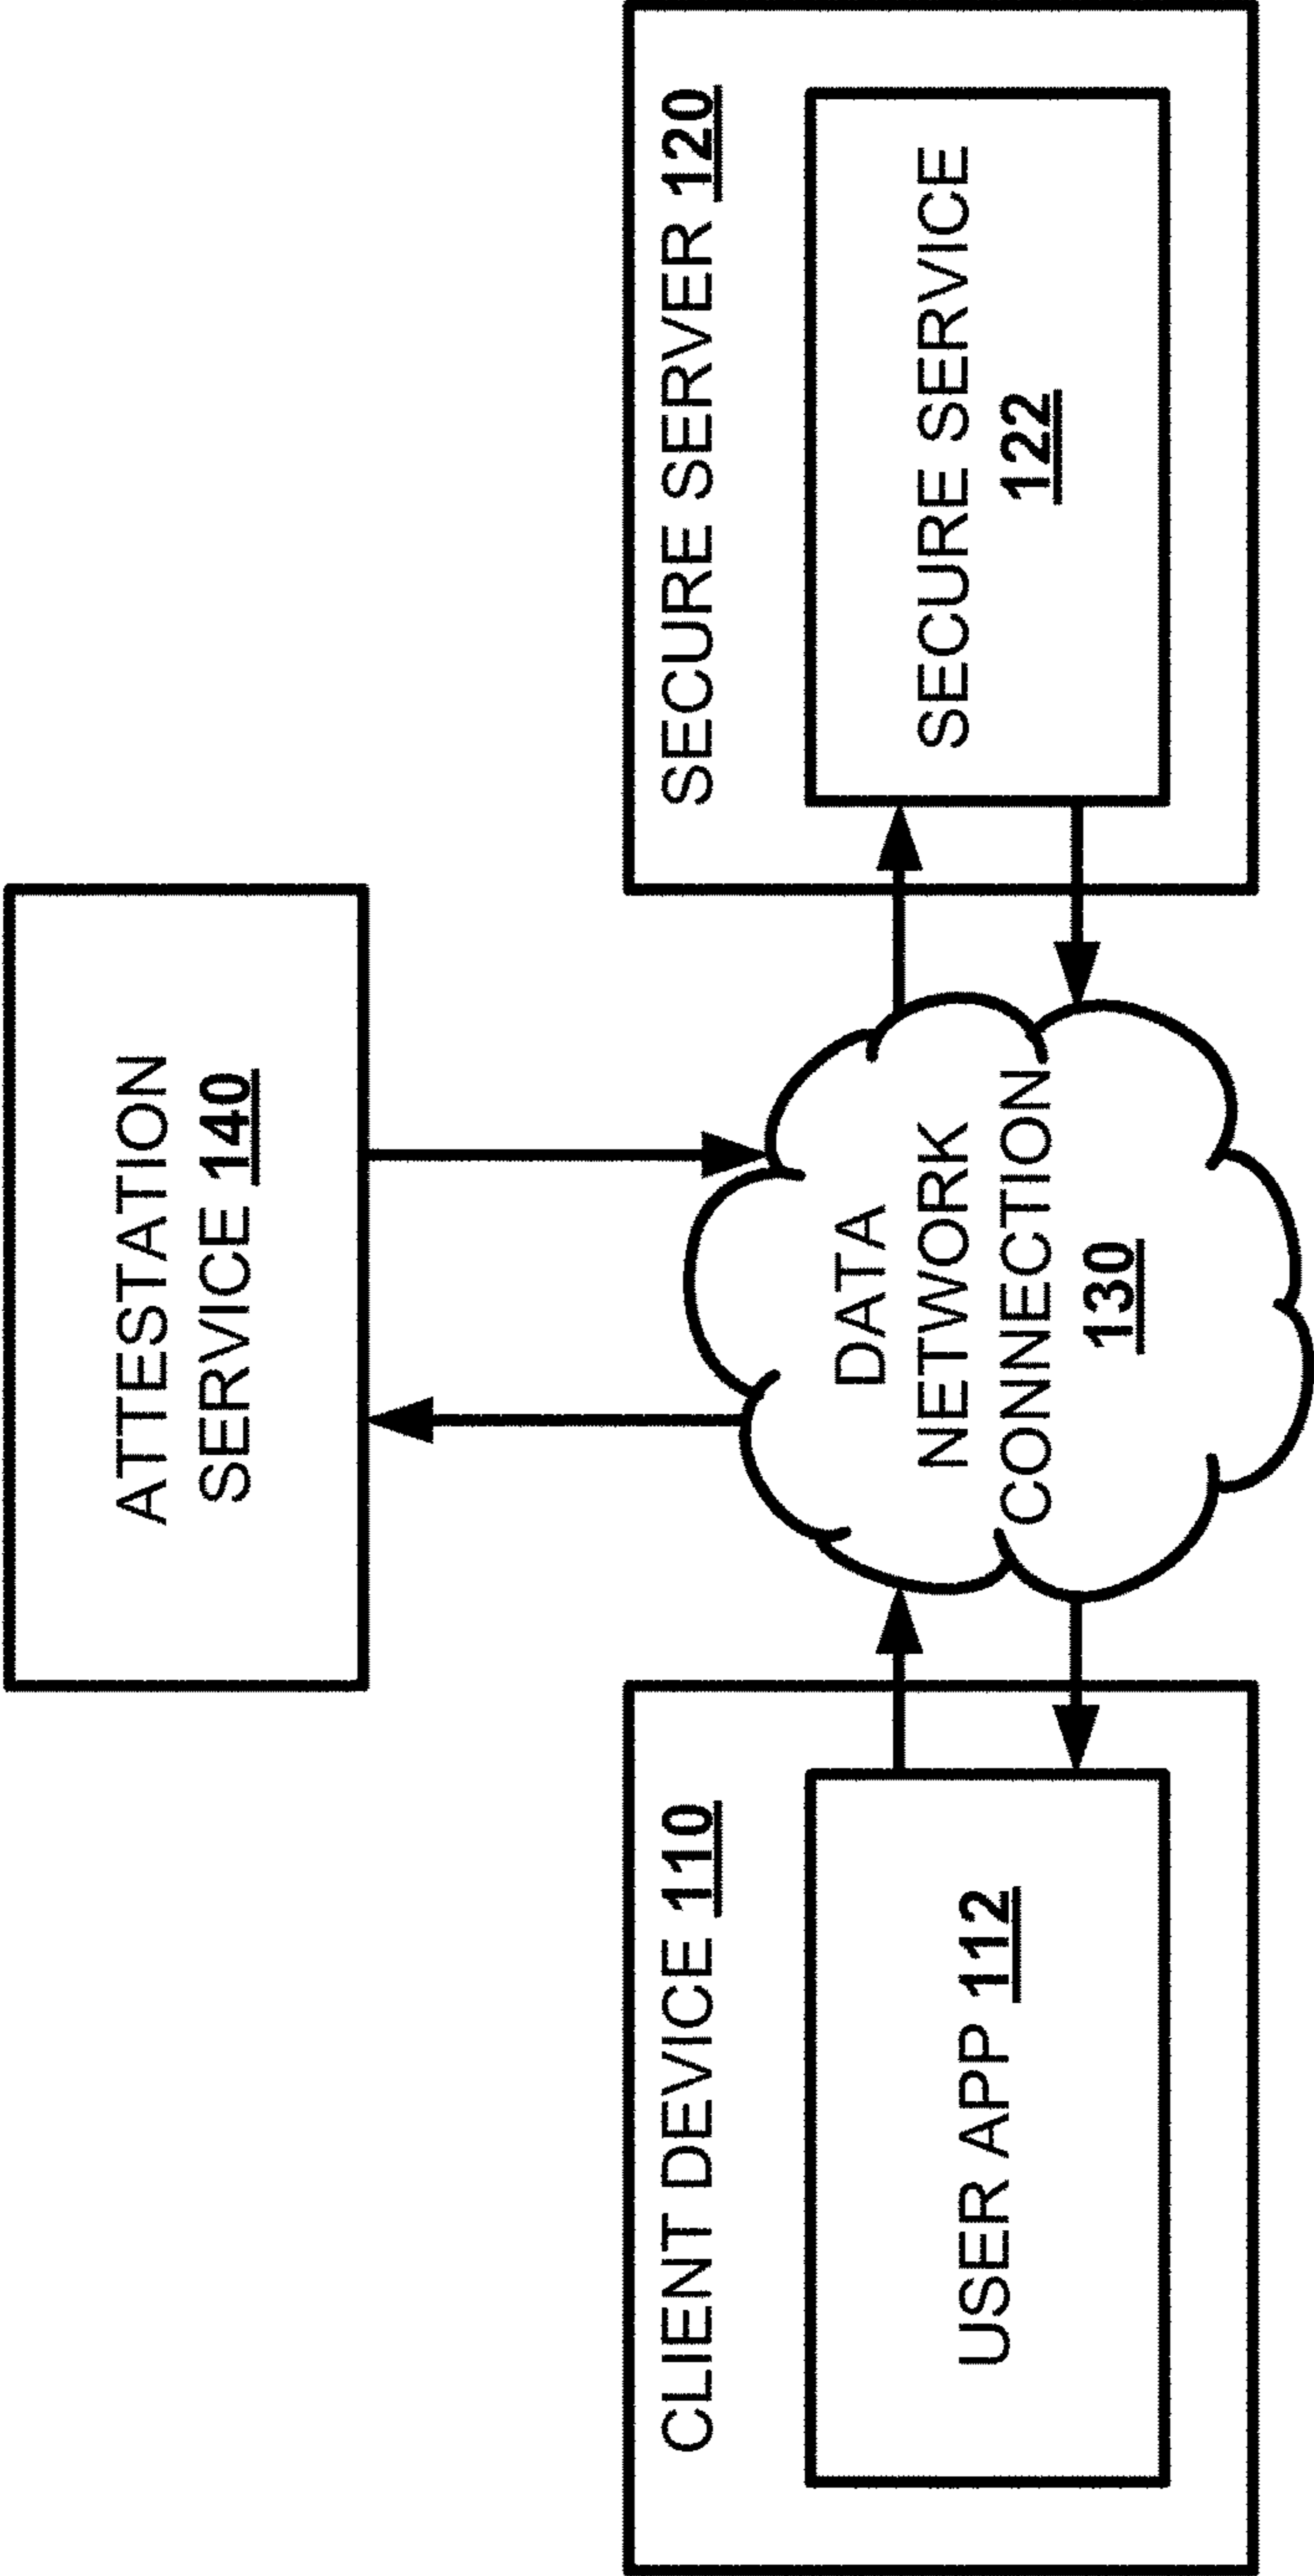 ATTESTATION
SERVICE 140
CLIENT DEVICE 110
USER APP 112
DATA
NETWORK
CONNECTION
130
SECURE SERVER 120
SECURE SERVICE
122